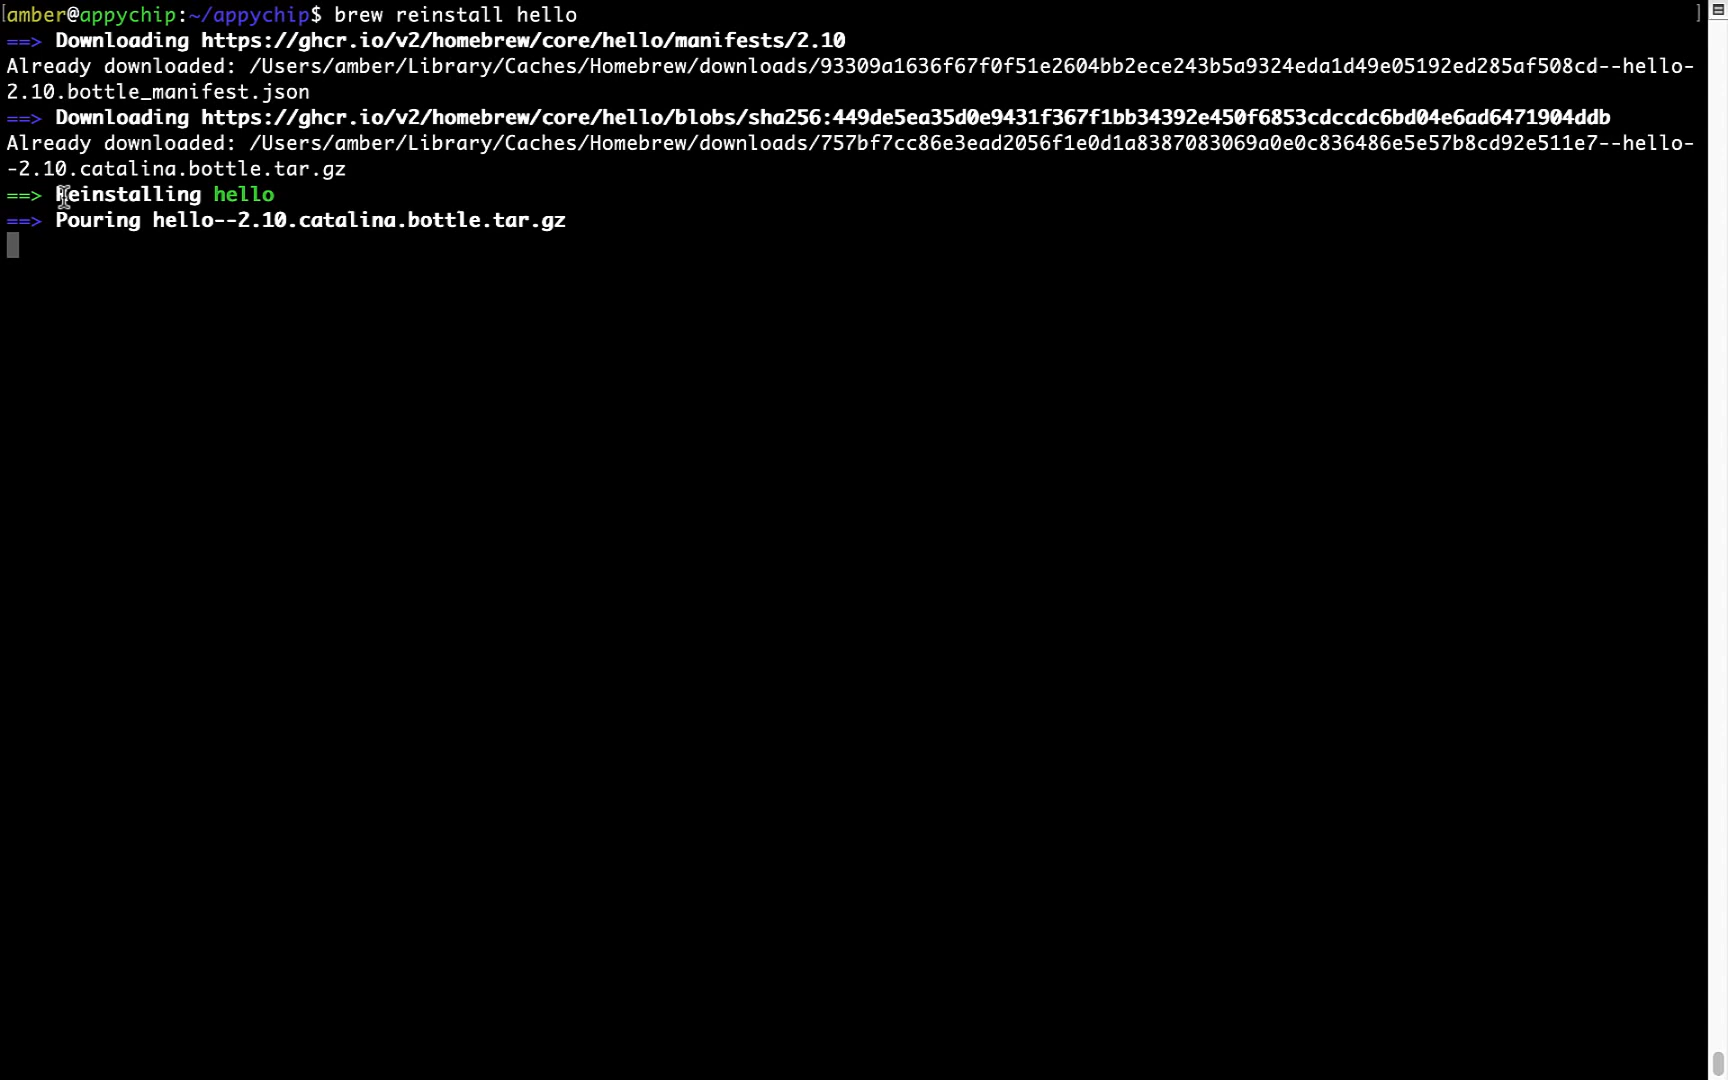 [amber@appychip:~/appychip$ brew reinstall hello ]
==> Downloading https://ghcr.io/v2/homebrew/core/hello/manifests/2.10
Already downloaded: /Users/amber/Library/Caches/Homebrew/downloads/93309a1636f67f0f51e2604bb2ece243b5a9324eda1d49e05192ed285af508cd--hello-
2.10.bottle_manifest.json
==> Downloading https://ghcr.io/v2/homebrew/core/hello/blobs/sha256:449de5ea35d0e9431f367f1bb34392e450f6853cdccdc6bd04e6ad6471904ddb
Already downloaded: /Users/amber/Library/Caches/Homebrew/downloads/757bf7cc86e3ead2056f1e0d1a8387083069a0e0c836486e5e57b8cd92e511e7--hello-
-2.10.catalina.bottle.tar.gz
==> Reinstalling hello
==> Pouring hello--2.10.catalina.bottle.tar.gz